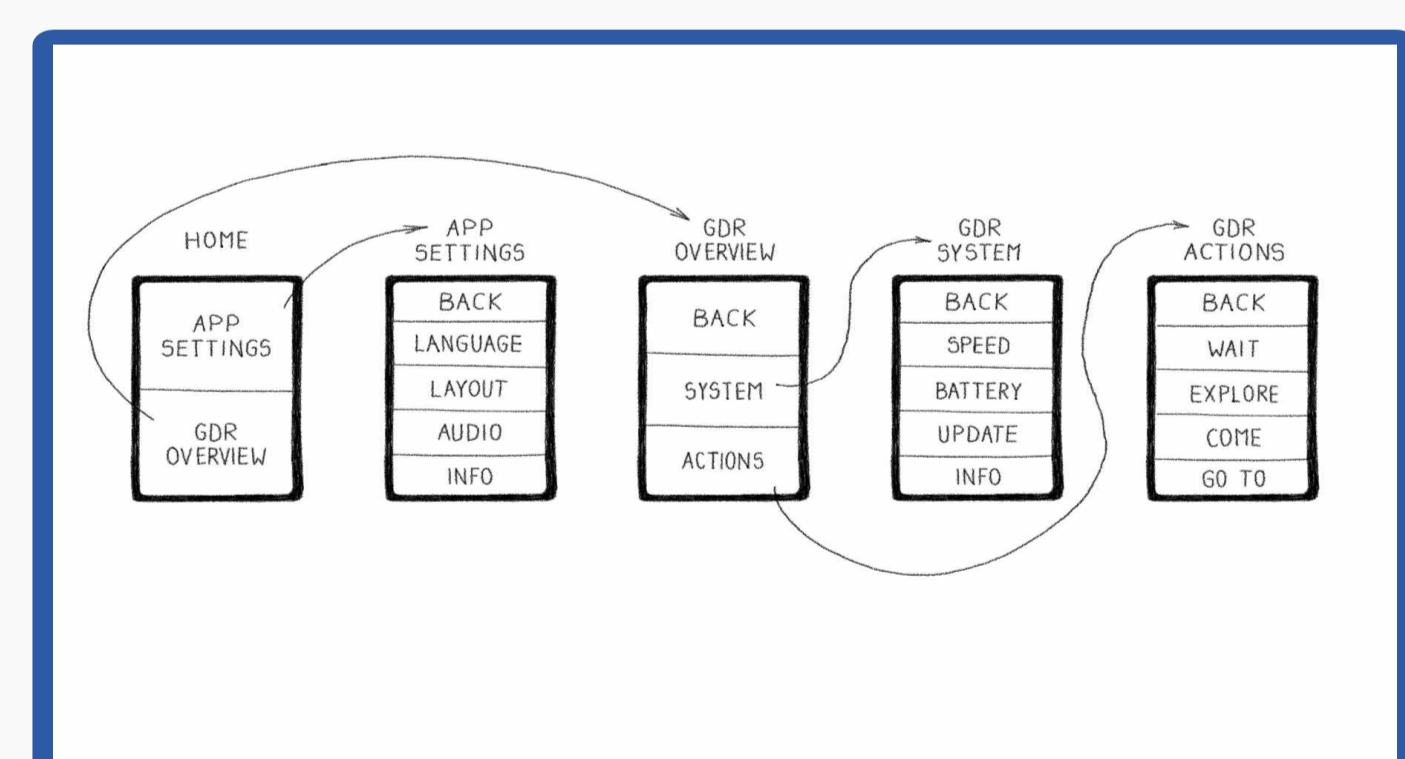 HOME
APP
SETTINGS
GDR
OVERVIEW
APP
SETTINGS
BACK
LANGUAGE
LAYOUT
AUDIO
INFO
GDR
OVERVIEW
BACK
SYSTEM
ACTIONS
GDR
SYSTEM
BACK
SPEED
BATTERY
UPDATE
INFO
GDR
ACTIONS
BACK
WAIT
EXPLORE
COME
GO TO